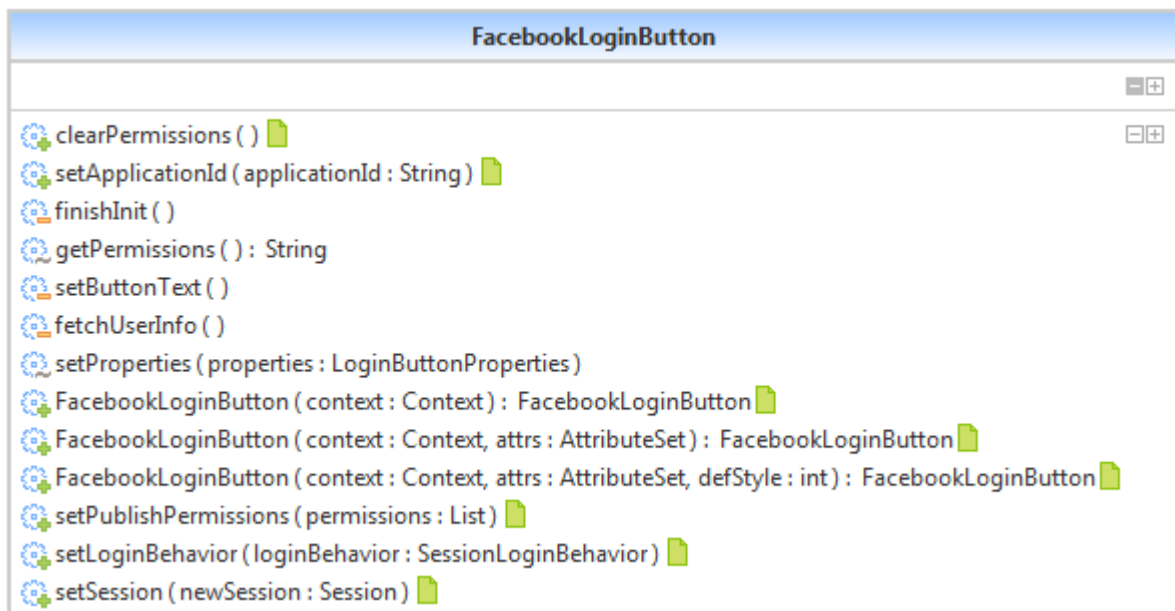 FacebookLoginButton
clearPermissions ( )
setApplicationId ( applicationId : String )
finishInit ( )
getPermissions ( ) : String
setButtonText ( )
fetchUserInfo ( )
setProperties ( properties : LoginButtonProperties )
FacebookLoginButton ( context : Context ) : FacebookLoginButton
FacebookLoginButton ( context : Context, attrs : AttributeSet ) : FacebookLoginButton
FacebookLoginButton ( context : Context, attrs : AttributeSet, defStyle : int ) : FacebookLoginButton
setPublishPermissions ( permissions : List )
setLoginBehavior ( loginBehavior : SessionLoginBehavior )
setSession ( newSession : Session )